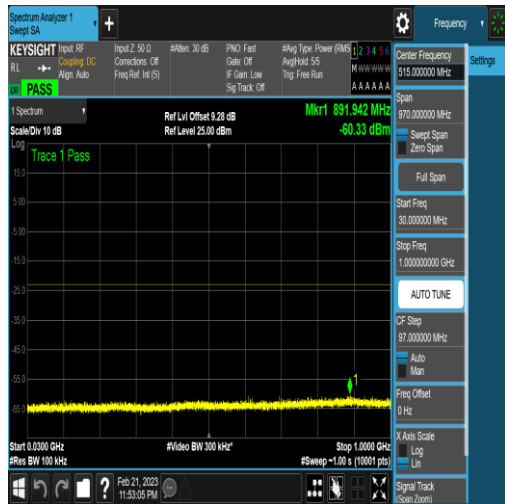 Spectrum Analyzer 1
Swept SA
+
Frequency
KEYSIGHT
RL
Input: RF
Coupling: DC
Align: Auto
PASS
Input Z: 50 Ω
Corrections: Off
Freq Ref: Int (S)
#Atten: 30 dB
PNO: Fast
Gate: Off
IF Gain: Low
Sig Track: Off
#Avg Type: Power (RMS
Avg|Hold: 5/5
Trig: Free Run
1 2 3 4 5 6
M W W W W W
A A A A A A
1 Spectrum
Scale/Div 10 dB
Log
Ref Lvl Offset 9.28 dB
Ref Level 25.00 dBm
Mkr1 891.942 MHz
-60.33 dBm
Trace 1 Pass
15.0
5.00
-5.00
-15.0
-25.0
-35.0
-45.0
-55.0
-65.0
1
Start 0.0300 GHz
#Res BW 100 kHz
#Video BW 300 kHz*
Stop 1.0000 GHz
#Sweep ~1.00 s (10001 pts)
Feb 21, 2023
11:53:05 PM
?
Center Frequency
515.000000 MHz
Settings
Span
970.000000 MHz
Swept Span
Zero Span
Full Span
Start Freq
30.000000 MHz
Stop Freq
1.000000000 GHz
AUTO TUNE
CF Step
97.000000 MHz
Auto
Man
Freq Offset
0 Hz
X Axis Scale
Log
Lin
Signal Track
(Span Zoom)